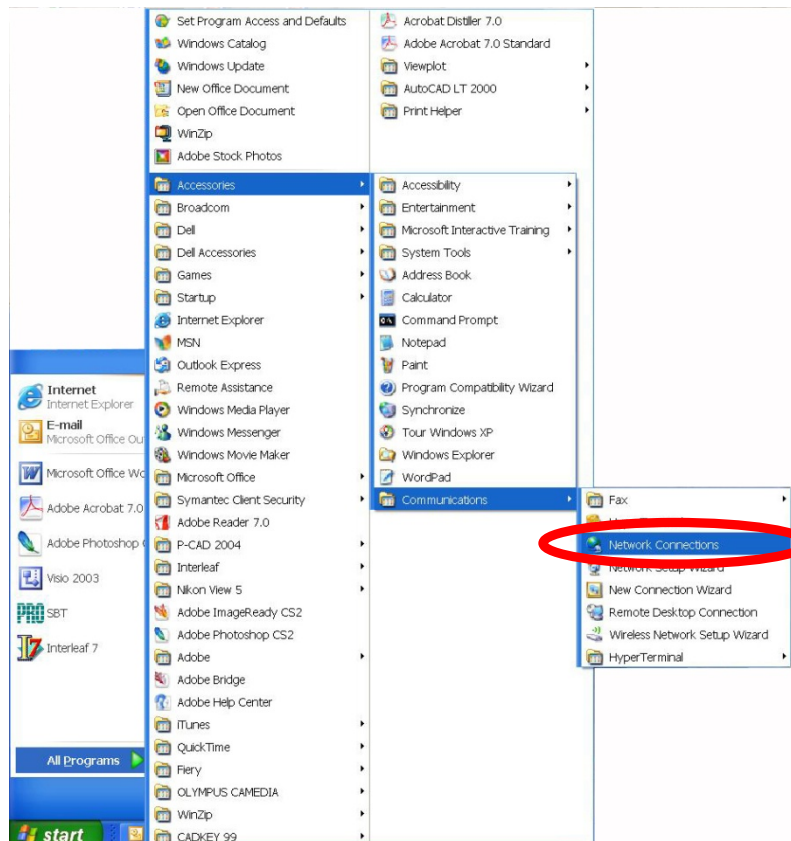 Set Program Access and Defaults
Windows Catalog
Windows Update
New Office Document
Open Office Document
WinZip
Adobe Stock Photos
Acrobat Distiller 7.0
Adobe Acrobat 7.0 Standard
Viewplot
AutoCAD LT 2000
Print Helper
Accessories
Broadcom
Dell
Dell Accessories
Games
Startup
Internet Explorer
MSN
Outlook Express
Remote Assistance
Windows Media Player
Windows Messenger
Windows Movie Maker
Microsoft Office
Symantec Client Security
Adobe Reader 7.0
P-CAD 2004
Interleaf
Nikon View 5
Adobe ImageReady CS2
Adobe Photoshop CS2
Adobe
Adobe Bridge
Adobe Help Center
iTunes
QuickTime
Fiery
OLYMPUS CAMEDIA
WinZip
CADKEY 99
Accessibility
Entertainment
Microsoft Interactive Training
System Tools
Address Book
Calculator
Command Prompt
Notepad
Paint
Program Compatibility Wizard
Synchronize
Tour Windows XP
Windows Explorer
WordPad
Communications
Fax
Network Connections
Network Setup Wizard
New Connection Wizard
Remote Desktop Connection
Wireless Network Setup Wizard
HyperTerminal
Internet
Internet Explorer
E-mail
Microsoft Office Ou
Microsoft Office Wo
Adobe Acrobat 7.0
Adobe Photoshop
Visio 2003
PRO SBT
Interleaf 7
All Programs
start